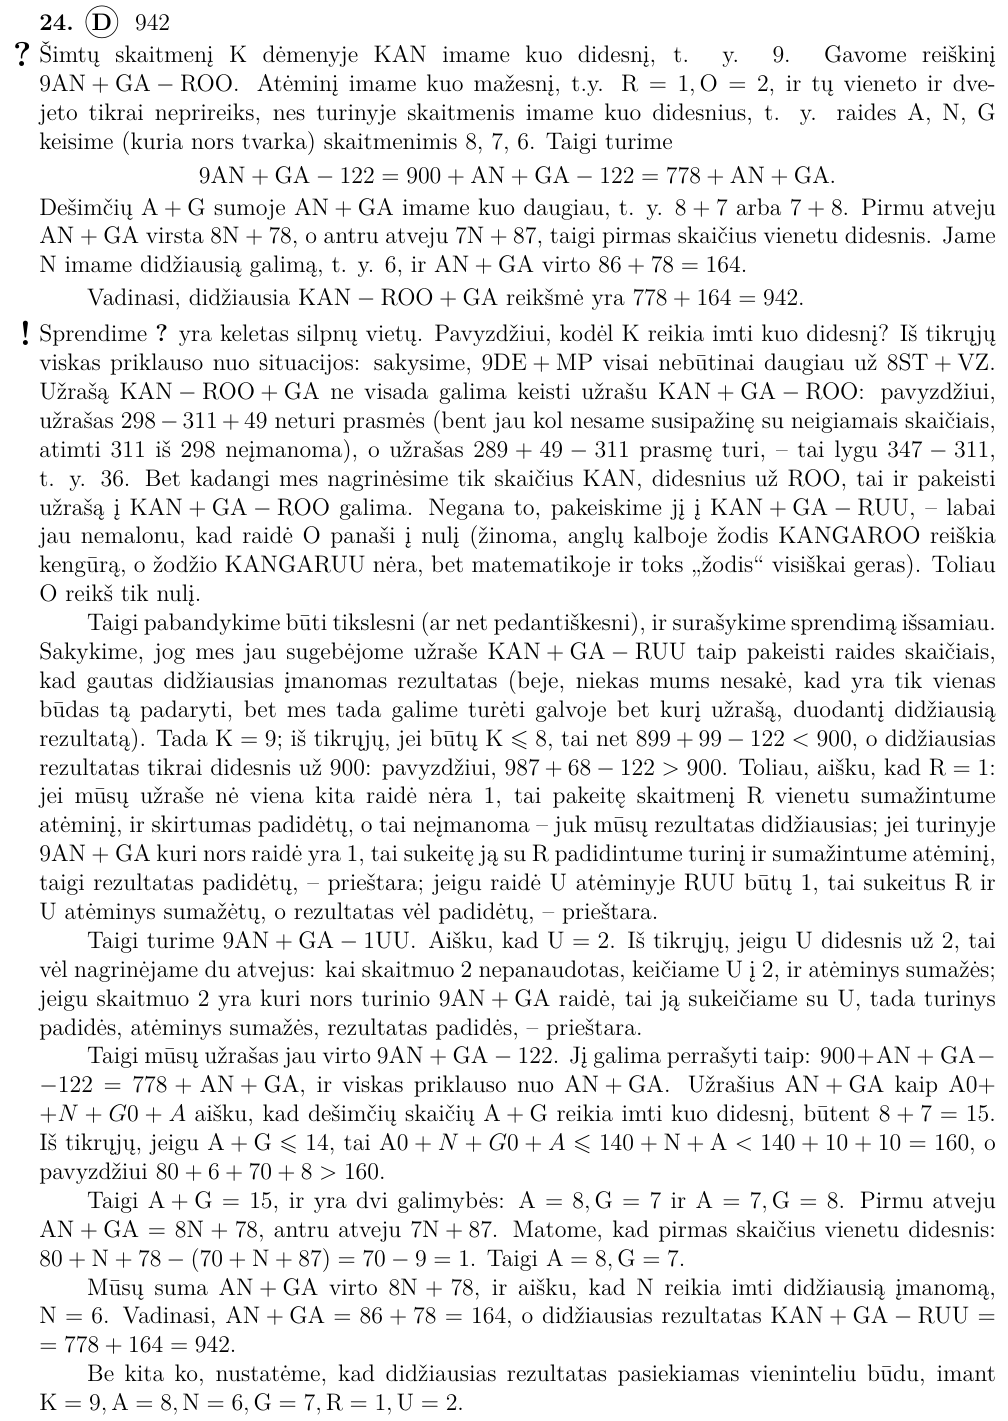 24. D 942
? Šimtų skaitmenį K dėmenyje KAN imame kuo didesnį, t. y. 9. Gavome reiškinį
9AN + GA − ROO. Atėminį imame kuo mažesnį, t.y. R = 1, O = 2, ir tų vieneto ir dve-
jeto tikrai neprireiks, nes turinyje skaitmenis imame kuo didesnius, t. y. raides A, N, G
keisime (kuria nors tvarka) skaitmenimis 8, 7, 6. Taigi turime
9AN + GA − 122 = 900 + AN + GA − 122 = 778 + AN + GA.
Dešimčių A + G sumoje AN + GA imame kuo daugiau, t. y. 8 + 7 arba 7 + 8. Pirmu atveju
AN + GA virsta 8N + 78, o antru atveju 7N + 87, taigi pirmas skaičius vienetu didesnis. Jame
N imame didžiausią galimą, t. y. 6, ir AN + GA virto 86 + 78 = 164.
Vadinasi, didžiausia KAN − ROO + GA reikšmė yra 778 + 164 = 942.
! Sprendime ? yra keletas silpnų vietų. Pavyzdžiui, kodėl K reikia imti kuo didesnį? Iš tikrųjų
viskas priklauso nuo situacijos: sakysime, 9DE + MP visai nebūtinai daugiau už 8ST + VZ.
Užrašą KAN − ROO + GA ne visada galima keisti užrašu KAN + GA − ROO: pavyzdžiui,
užrašas 298 − 311 + 49 neturi prasmės (bent jau kol nesame susipažinę su neigiamais skaičiais,
atimti 311 iš 298 neįmanoma), o užrašas 289 + 49 − 311 prasmę turi, – tai lygu 347 − 311,
t. y. 36. Bet kadangi mes nagrinėsime tik skaičius KAN, didesnius už ROO, tai ir pakeisti
užrašą į KAN + GA − ROO galima. Negana to, pakeiskime jį į KAN + GA − RUU, – labai
jau nemalonu, kad raidė O panaši į nulį (žinoma, anglų kalboje žodis KANGAROO reiškia
kengūrą, o žodžio KANGARUU nėra, bet matematikoje ir toks „žodis“ visiškai geras). Toliau
O reikš tik nulį.
Taigi pabandykime būti tikslesni (ar net pedantiškesni), ir surašykime sprendimą išsamiau.
Sakykime, jog mes jau sugebėjome užraše KAN + GA − RUU taip pakeisti raides skaičiais,
kad gautas didžiausias įmanomas rezultatas (beje, niekas mums nesakė, kad yra tik vienas
būdas tą padaryti, bet mes tada galime turėti galvoje bet kurį užrašą, duodantį didžiausią
rezultatą). Tada K = 9; iš tikrųjų, jei būtų K ⩽ 8, tai net 899 + 99 − 122 < 900, o didžiausias
rezultatas tikrai didesnis už 900: pavyzdžiui, 987 + 68 − 122 > 900. Toliau, aišku, kad R = 1:
jei mūsų užraše nė viena kita raidė nėra 1, tai pakeitę skaitmenį R vienetu sumažintume
atėminį, ir skirtumas padidėtų, o tai neįmanoma – juk mūsų rezultatas didžiausias; jei turinyje
9AN + GA kuri nors raidė yra 1, tai sukeitę ją su R padidintume turinį ir sumažintume atėminį,
taigi rezultatas padidėtų, – prieštara; jeigu raidė U atėminyje RUU būtų 1, tai sukeitus R ir
U atėminys sumažėtų, o rezultatas vėl padidėtų, – prieštara.
Taigi turime 9AN + GA − 1UU. Aišku, kad U = 2. Iš tikrųjų, jeigu U didesnis už 2, tai
vėl nagrinėjame du atvejus: kai skaitmuo 2 nepanaudotas, keičiame U į 2, ir atėminys sumažės;
jeigu skaitmuo 2 yra kuri nors turinio 9AN + GA raidė, tai ją sukeičiame su U, tada turinys
padidės, atėminys sumažės, rezultatas padidės, – prieštara.
Taigi mūsų užrašas jau virto 9AN + GA − 122. Jį galima perrašyti taip: 900+AN + GA−
−122 = 778 + AN + GA, ir viskas priklauso nuo AN + GA. Užrašius AN + GA kaip A0+
+N + G0 + A aišku, kad dešimčių skaičių A + G reikia imti kuo didesnį, būtent 8 + 7 = 15.
Iš tikrųjų, jeigu A + G ⩽ 14, tai A0 + N + G0 + A ⩽ 140 + N + A < 140 + 10 + 10 = 160, o
pavyzdžiui 80 + 6 + 70 + 8 > 160.
Taigi A + G = 15, ir yra dvi galimybės: A = 8, G = 7 ir A = 7, G = 8. Pirmu atveju
AN + GA = 8N + 78, antru atveju 7N + 87. Matome, kad pirmas skaičius vienetu didesnis:
80 + N + 78 − (70 + N + 87) = 70 − 9 = 1. Taigi A = 8, G = 7.
Mūsų suma AN + GA virto 8N + 78, ir aišku, kad N reikia imti didžiausią įmanomą,
N = 6. Vadinasi, AN + GA = 86 + 78 = 164, o didžiausias rezultatas KAN + GA − RUU =
= 778 + 164 = 942.
Be kita ko, nustatėme, kad didžiausias rezultatas pasiekiamas vieninteliu būdu, imant
K = 9, A = 8, N = 6, G = 7, R = 1, U = 2.